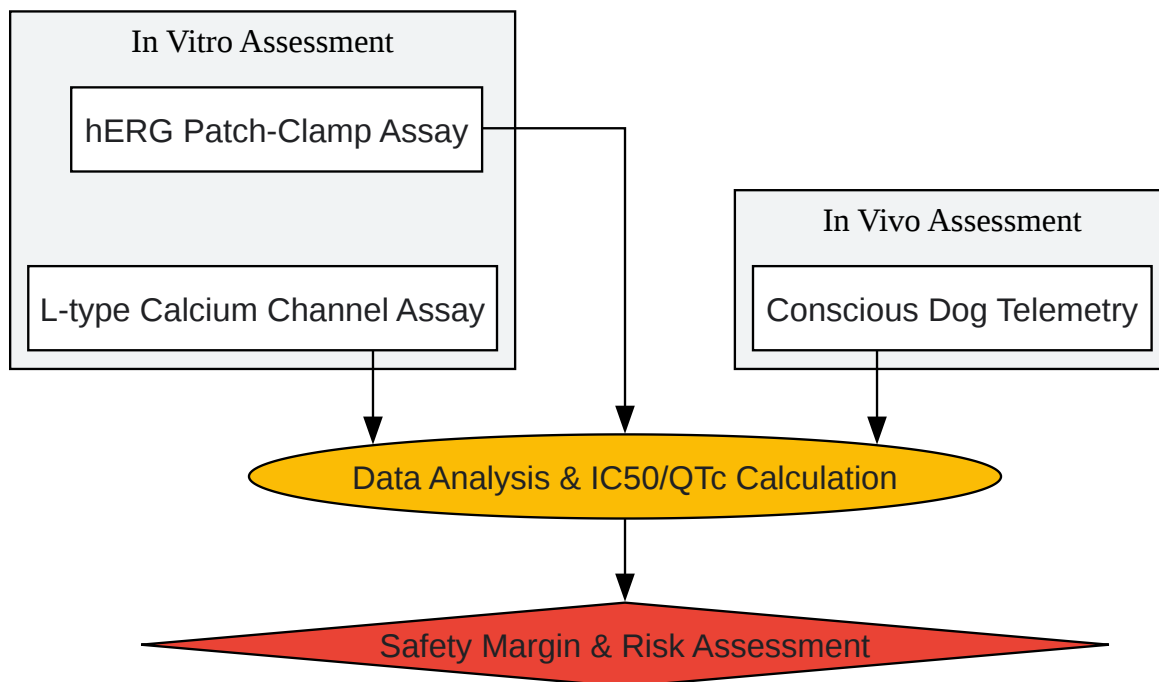 In Vitro Assessment
hERG Patch-Clamp Assay
L-type Calcium Channel Assay
In Vivo Assessment
Conscious Dog Telemetry
Data Analysis & IC50/QTc Calculation
Safety Margin & Risk Assessment